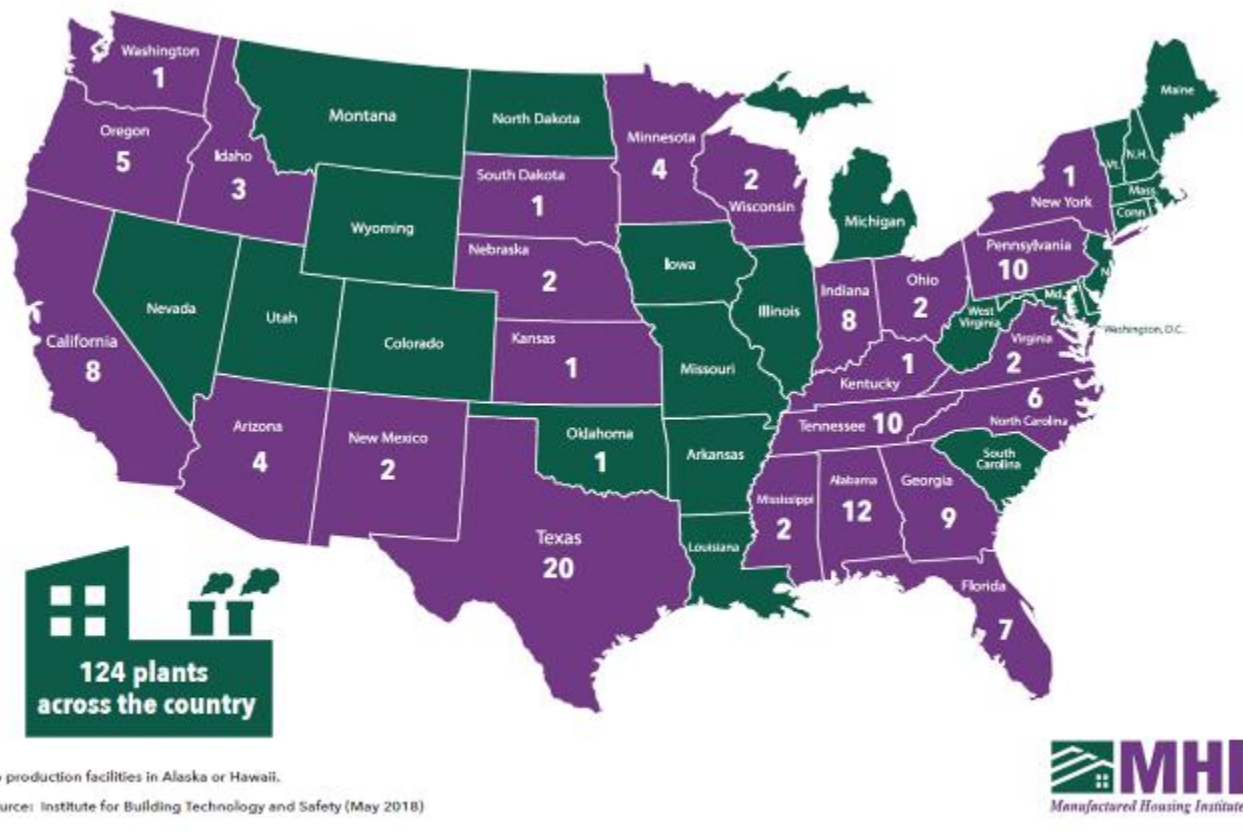 Washington
1
Oregon
5
Idaho
3
Montana
North Dakota
Minnesota
4
South Dakota
1
Wyoming
Nebraska
2
2
Wisconsin
Michigan
1
New York
Maine
Vt.
N.H.
Mass
Conn
Pennsylvania
10
N
Md.
Washington, D.C.
Iowa
Illinois
Indiana
8
Ohio
2
West
Virginia
Virginia
2
Nevada
Utah
Colorado
California
8
Kansas
1
Missouri
1
Kentucky
6
North Carolina
Tennessee 10
South
Carolina
Arizona
4
New Mexico
2
Oklahoma
1
Arkansas
Mississippi
2
Alabama
12
Georgia
9
Texas
20
Louisiana
Florida
7
124 plants
across the country
production facilities in Alaska or Hawaii.
urce: Institute for Building Technology and Safety (May 2018)
MHI
Manufactured Housing Institute